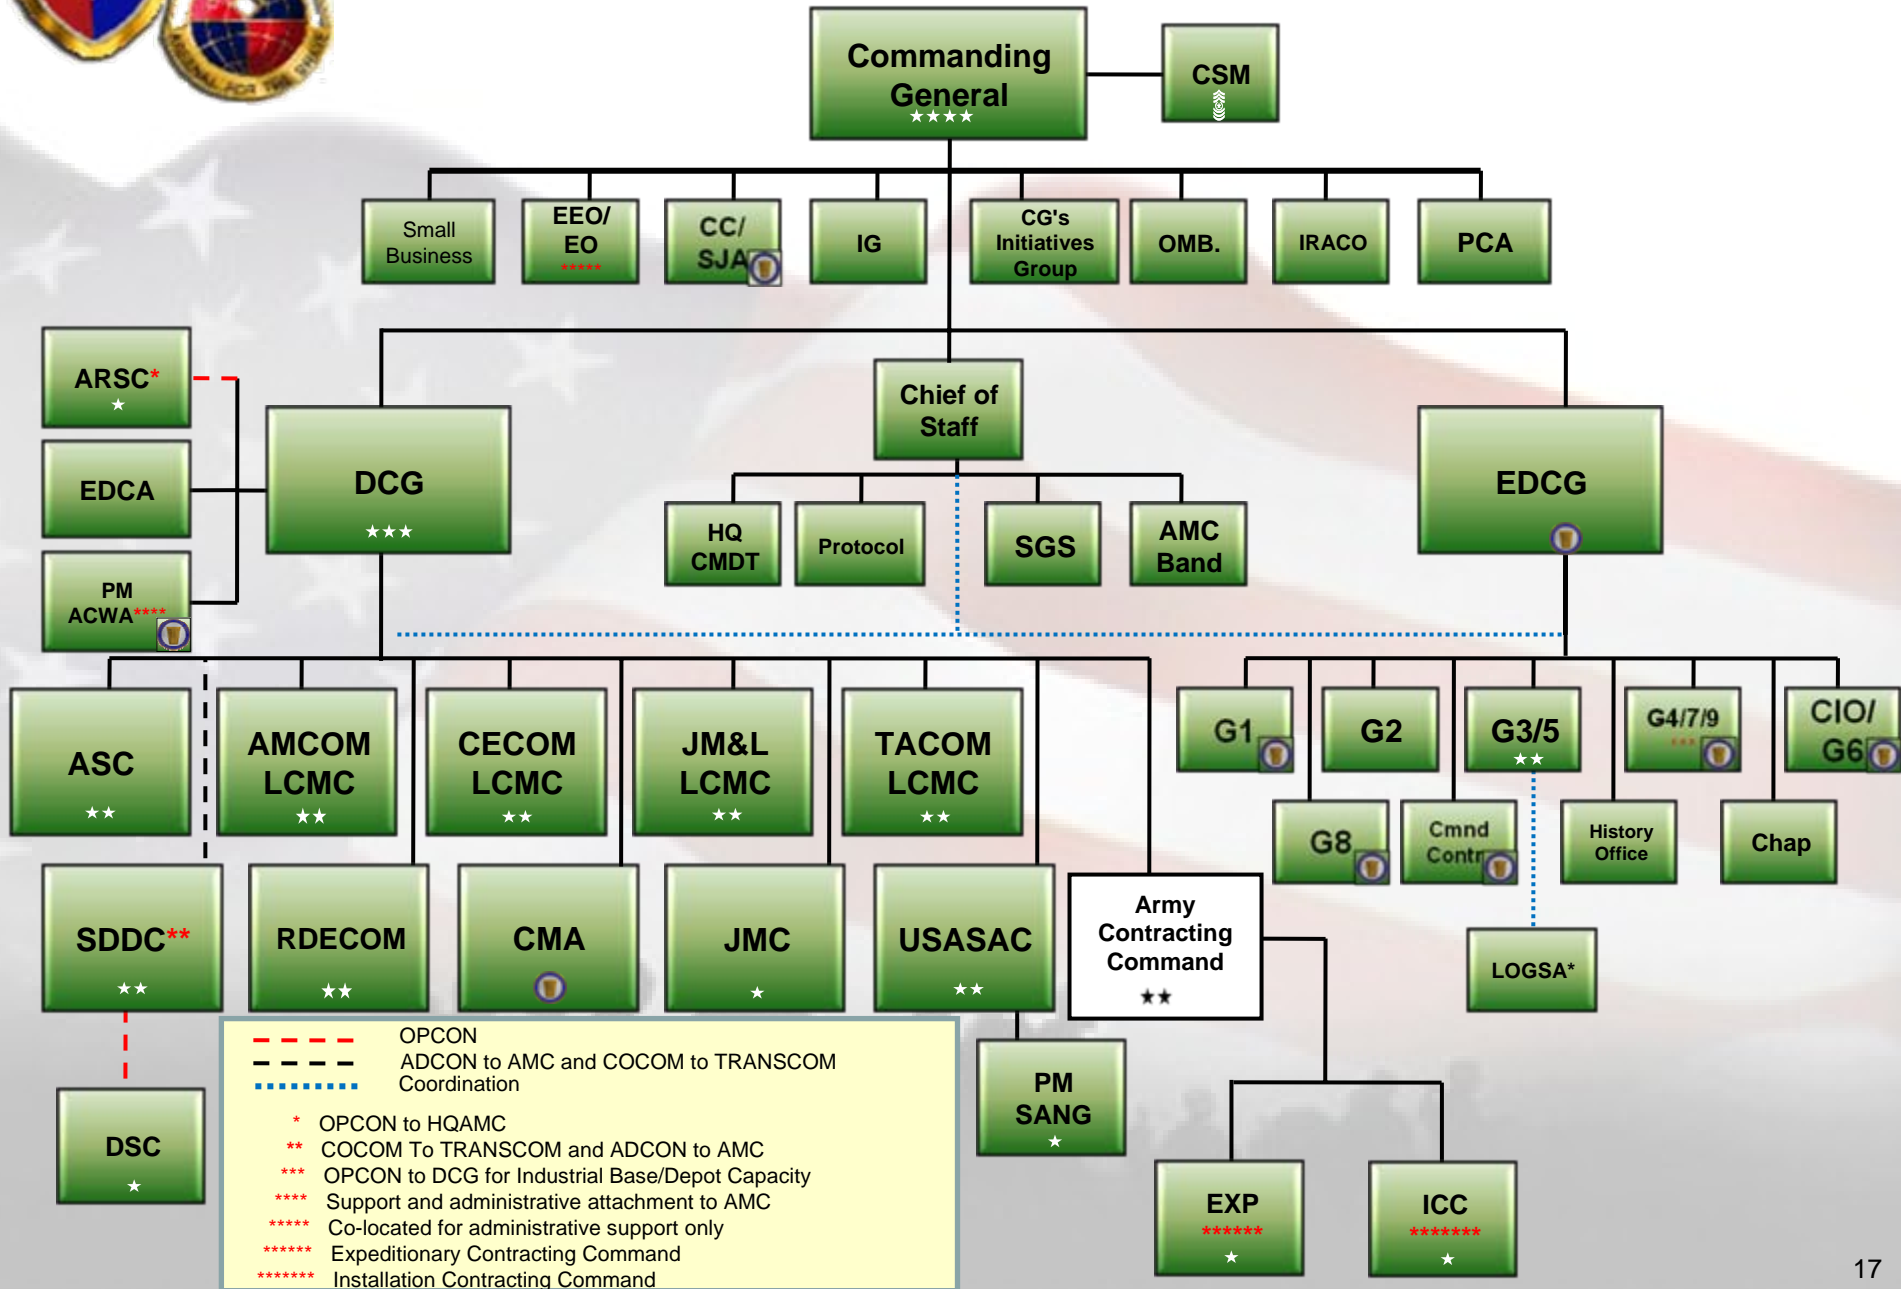 ARSENAL FOR THE BRAVE
Commanding
General
CSM
Small
Business
EEO/
EO
*****
CC/
SJA
IG
CG's
Initiatives
Group
OMB.
IRACO
PCA
ARSC*
EDCA
PM
ACWA****
DCG
Chief of
Staff
EDCG
HQ
CMDT
Protocol
SGS
AMC
Band
ASC
AMCOM
LCMC
CECOM
LCMC
JM&L
LCMC
TACOM
LCMC
G1
G2
G3/5
G4/7/9
***
CIO/
G6
G8
Cmnd
Contr
History
Office
Chap
SDDC**
RDECOM
CMA
JMC
USASAC
Army
Contracting
Command
LOGSA*
DSC
PM
SANG
EXP
******
ICC
*******
OPCON
ADCON to AMC and COCOM to TRANSCOM
Coordination
* OPCON to HQAMC
** COCOM To TRANSCOM and ADCON to AMC
*** OPCON to DCG for Industrial Base/Depot Capacity
**** Support and administrative attachment to AMC
***** Co-located for administrative support only
****** Expeditionary Contracting Command
******* Installation Contracting Command
17